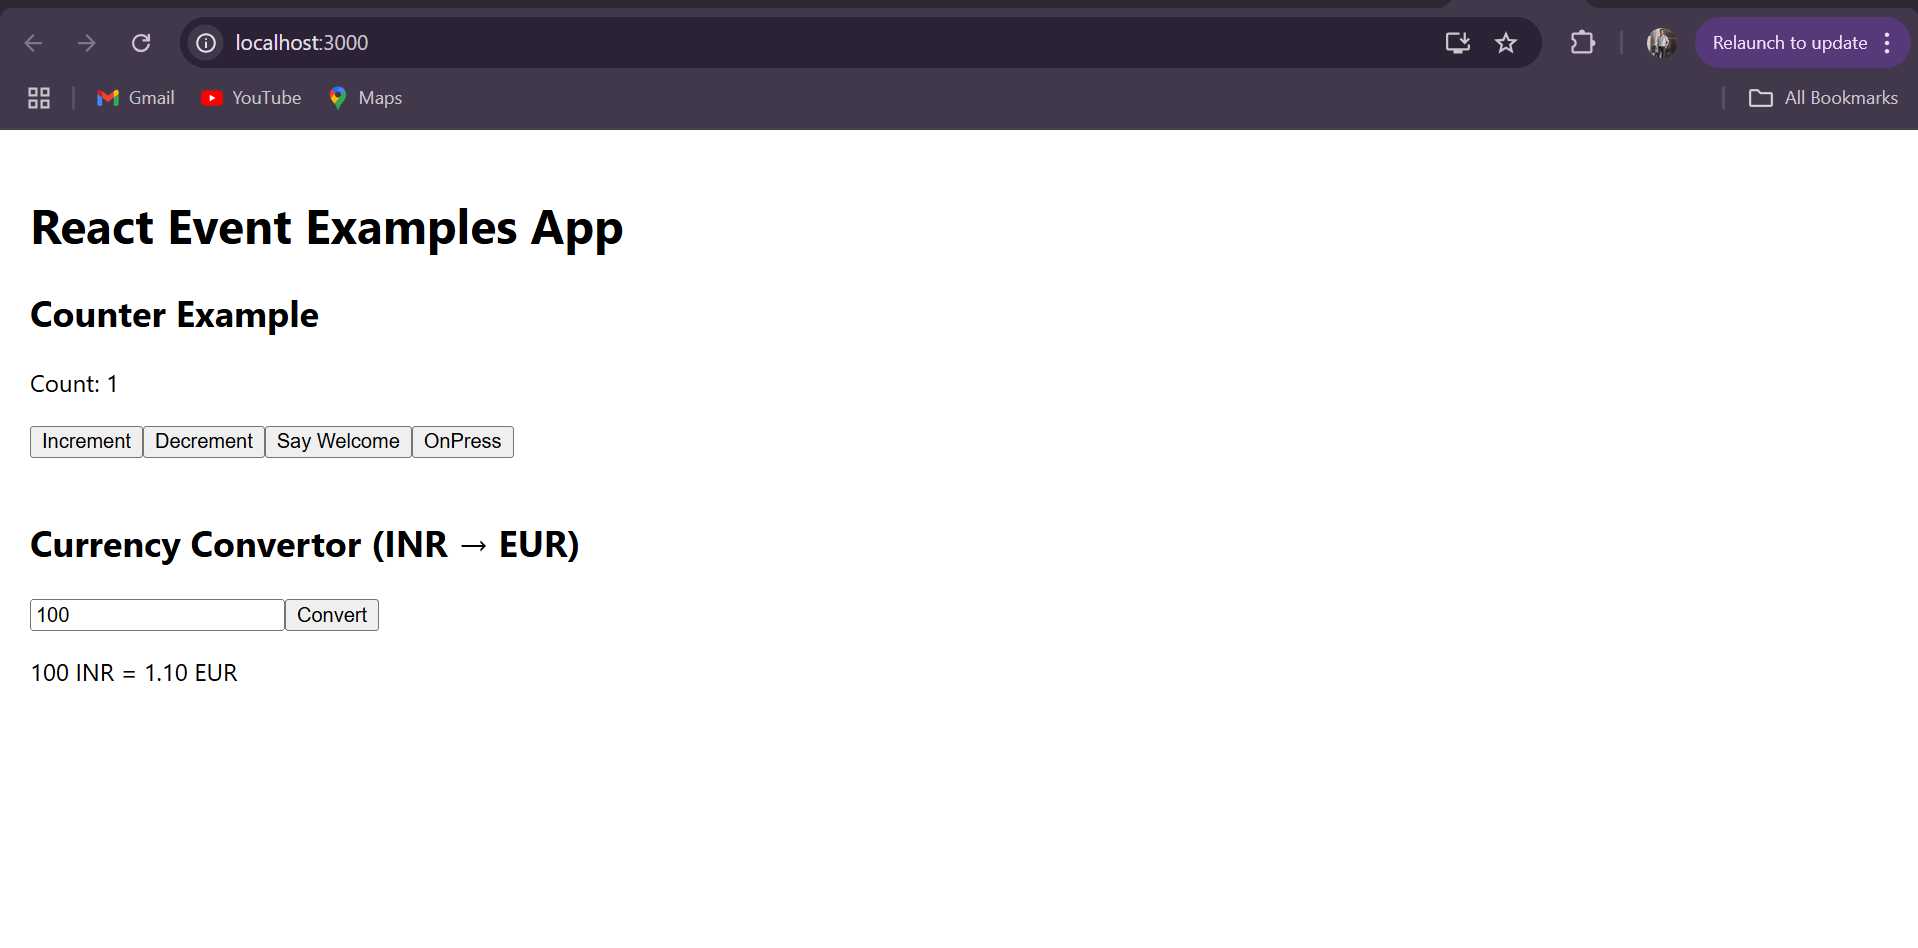 localhost:3000
Relaunch to update
Gmail YouTube Maps All Bookmarks
React Event Examples App
Counter Example
Count: 1
Increment Decrement Say Welcome OnPress
Currency Convertor (INR → EUR)
100 Convert
100 INR = 1.10 EUR